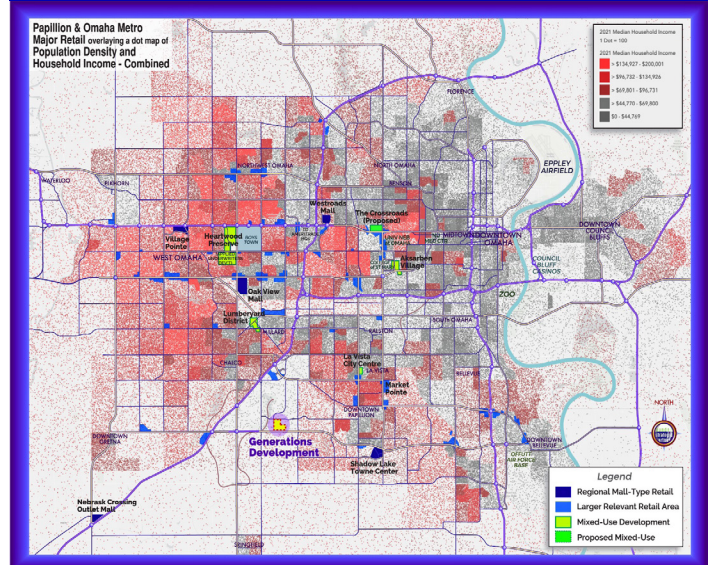 Papillion & Omaha Metro
Major Retail overlaying a dot map of
Population Density and
Household Income - Combined
2021 Median Household Income
1 Dot = 100
2021 Median Household Income
> $134,927 - $200,001
> $96,732 - $134,926
> $69,801 - $96,731
> $44,770 - $69,800
$0 - $44,769
FLORENCE
EPPLEY
AIRFIELD
NORTHWEST OMAHA
NORTH OMAHA
BENSON
WATERLOO
ELKHORN
Westroads
Mall
The Crossroads
(Proposed)
Village
Pointe
Heartwood
Preserve
BOYS
TOWN
WEST OMAHA
Aksarben
Village
MIDTOWN
DOWNTOWN
OMAHA
DOWNTOWN
COUNCIL
BLUFFS
COUNCIL
BLUFF
CASINOS
Oak View
Mall
ZOO
Lumberyard
District
MILLARD
RALSTON
SOUTH OMAHA
CHALCO
La Vista
City Centre
LA VISTA
BELLEVUE
Market
Pointe
DOWNTOWN
PAPILLION
NORTH
Generations
Development
DOWNTOWN
GRETNA
DOWNTOWN
BELLEVUE
OFFUTT
AIR FORCE
BASE
Shadow Lake
Towne Center
Nebrask Crossing
Outlet Mall
SPRINGFIELD
Legend
Regional Mall-Type Retail
Larger Relevant Retail Area
Mixed-Use Development
Proposed Mixed-Use